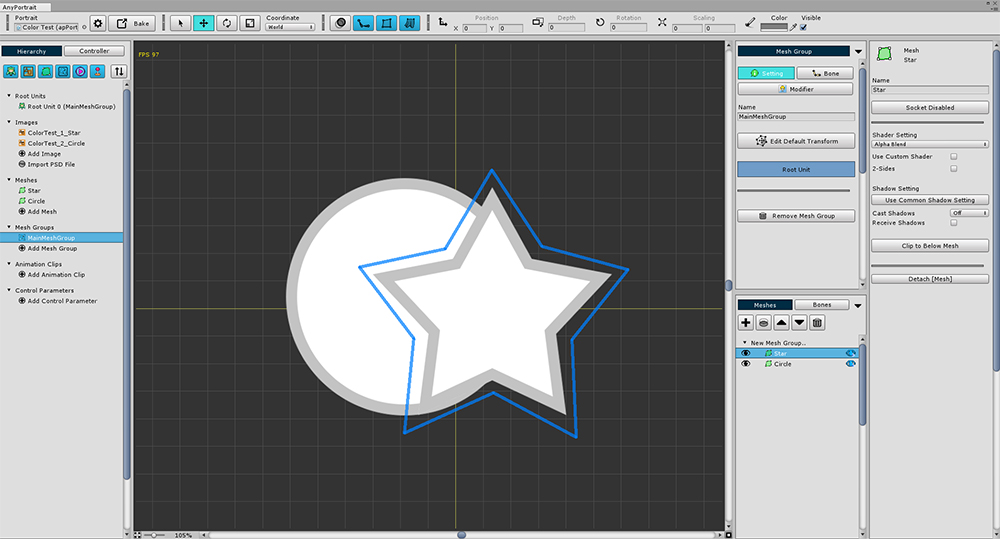 AnyPortrait
Portrait
Color Test (apPort
Bake
Coordinate
World
Position
X 0 Y 0
Depth
0
Rotation
0
Scaling
0 0
Color
Visible
Hierarchy
Controller
Root Units
Root Unit 0 (MainMeshGroup)
Images
ColorTest_1_Star
ColorTest_2_Circle
Add Image
Import PSD File
Meshes
Star
Circle
Add Mesh
Mesh Groups
MainMeshGroup
Add Mesh Group
Animation Clips
Add Animation Clip
Control Parameters
Add Control Parameter
FPS 97
105%
Mesh Group
Setting
Bone
Modifier
Name
MainMeshGroup
Edit Default Transform
Root Unit
Remove Mesh Group
Meshes
Bones
New Mesh Group..
Star
Circle
Mesh
Star
Name
Star
Socket Disabled
Shader Setting
Alpha Blend
Use Custom Shader
2-Sides
Shadow Setting
Use Common Shadow Setting
Cast Shadows
Off
Receive Shadows
Clip to Below Mesh
Detach [Mesh]